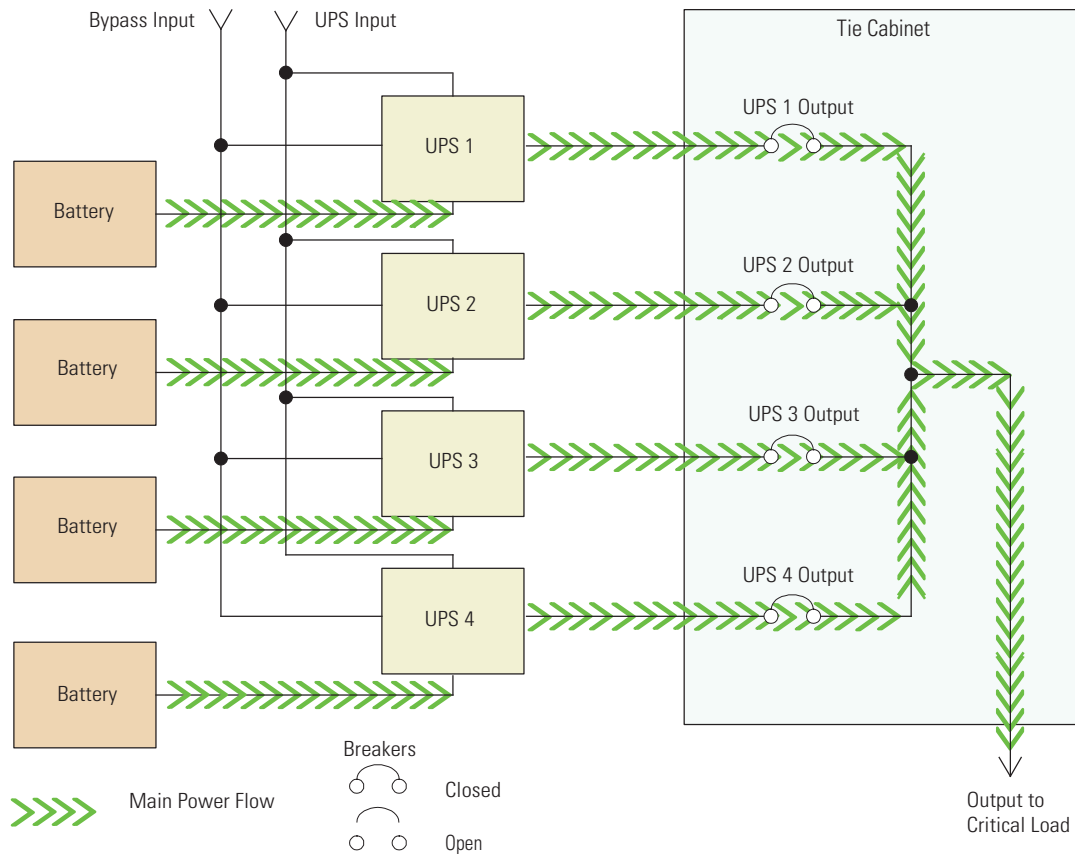 Bypass Input
UPS Input
Tie Cabinet
UPS 1 Output
UPS 1
Battery
UPS 2 Output
UPS 2
Battery
UPS 3 Output
UPS 3
Battery
UPS 4 Output
UPS 4
Battery
Breakers
Closed
Open
Main Power Flow
Output to
Critical Load